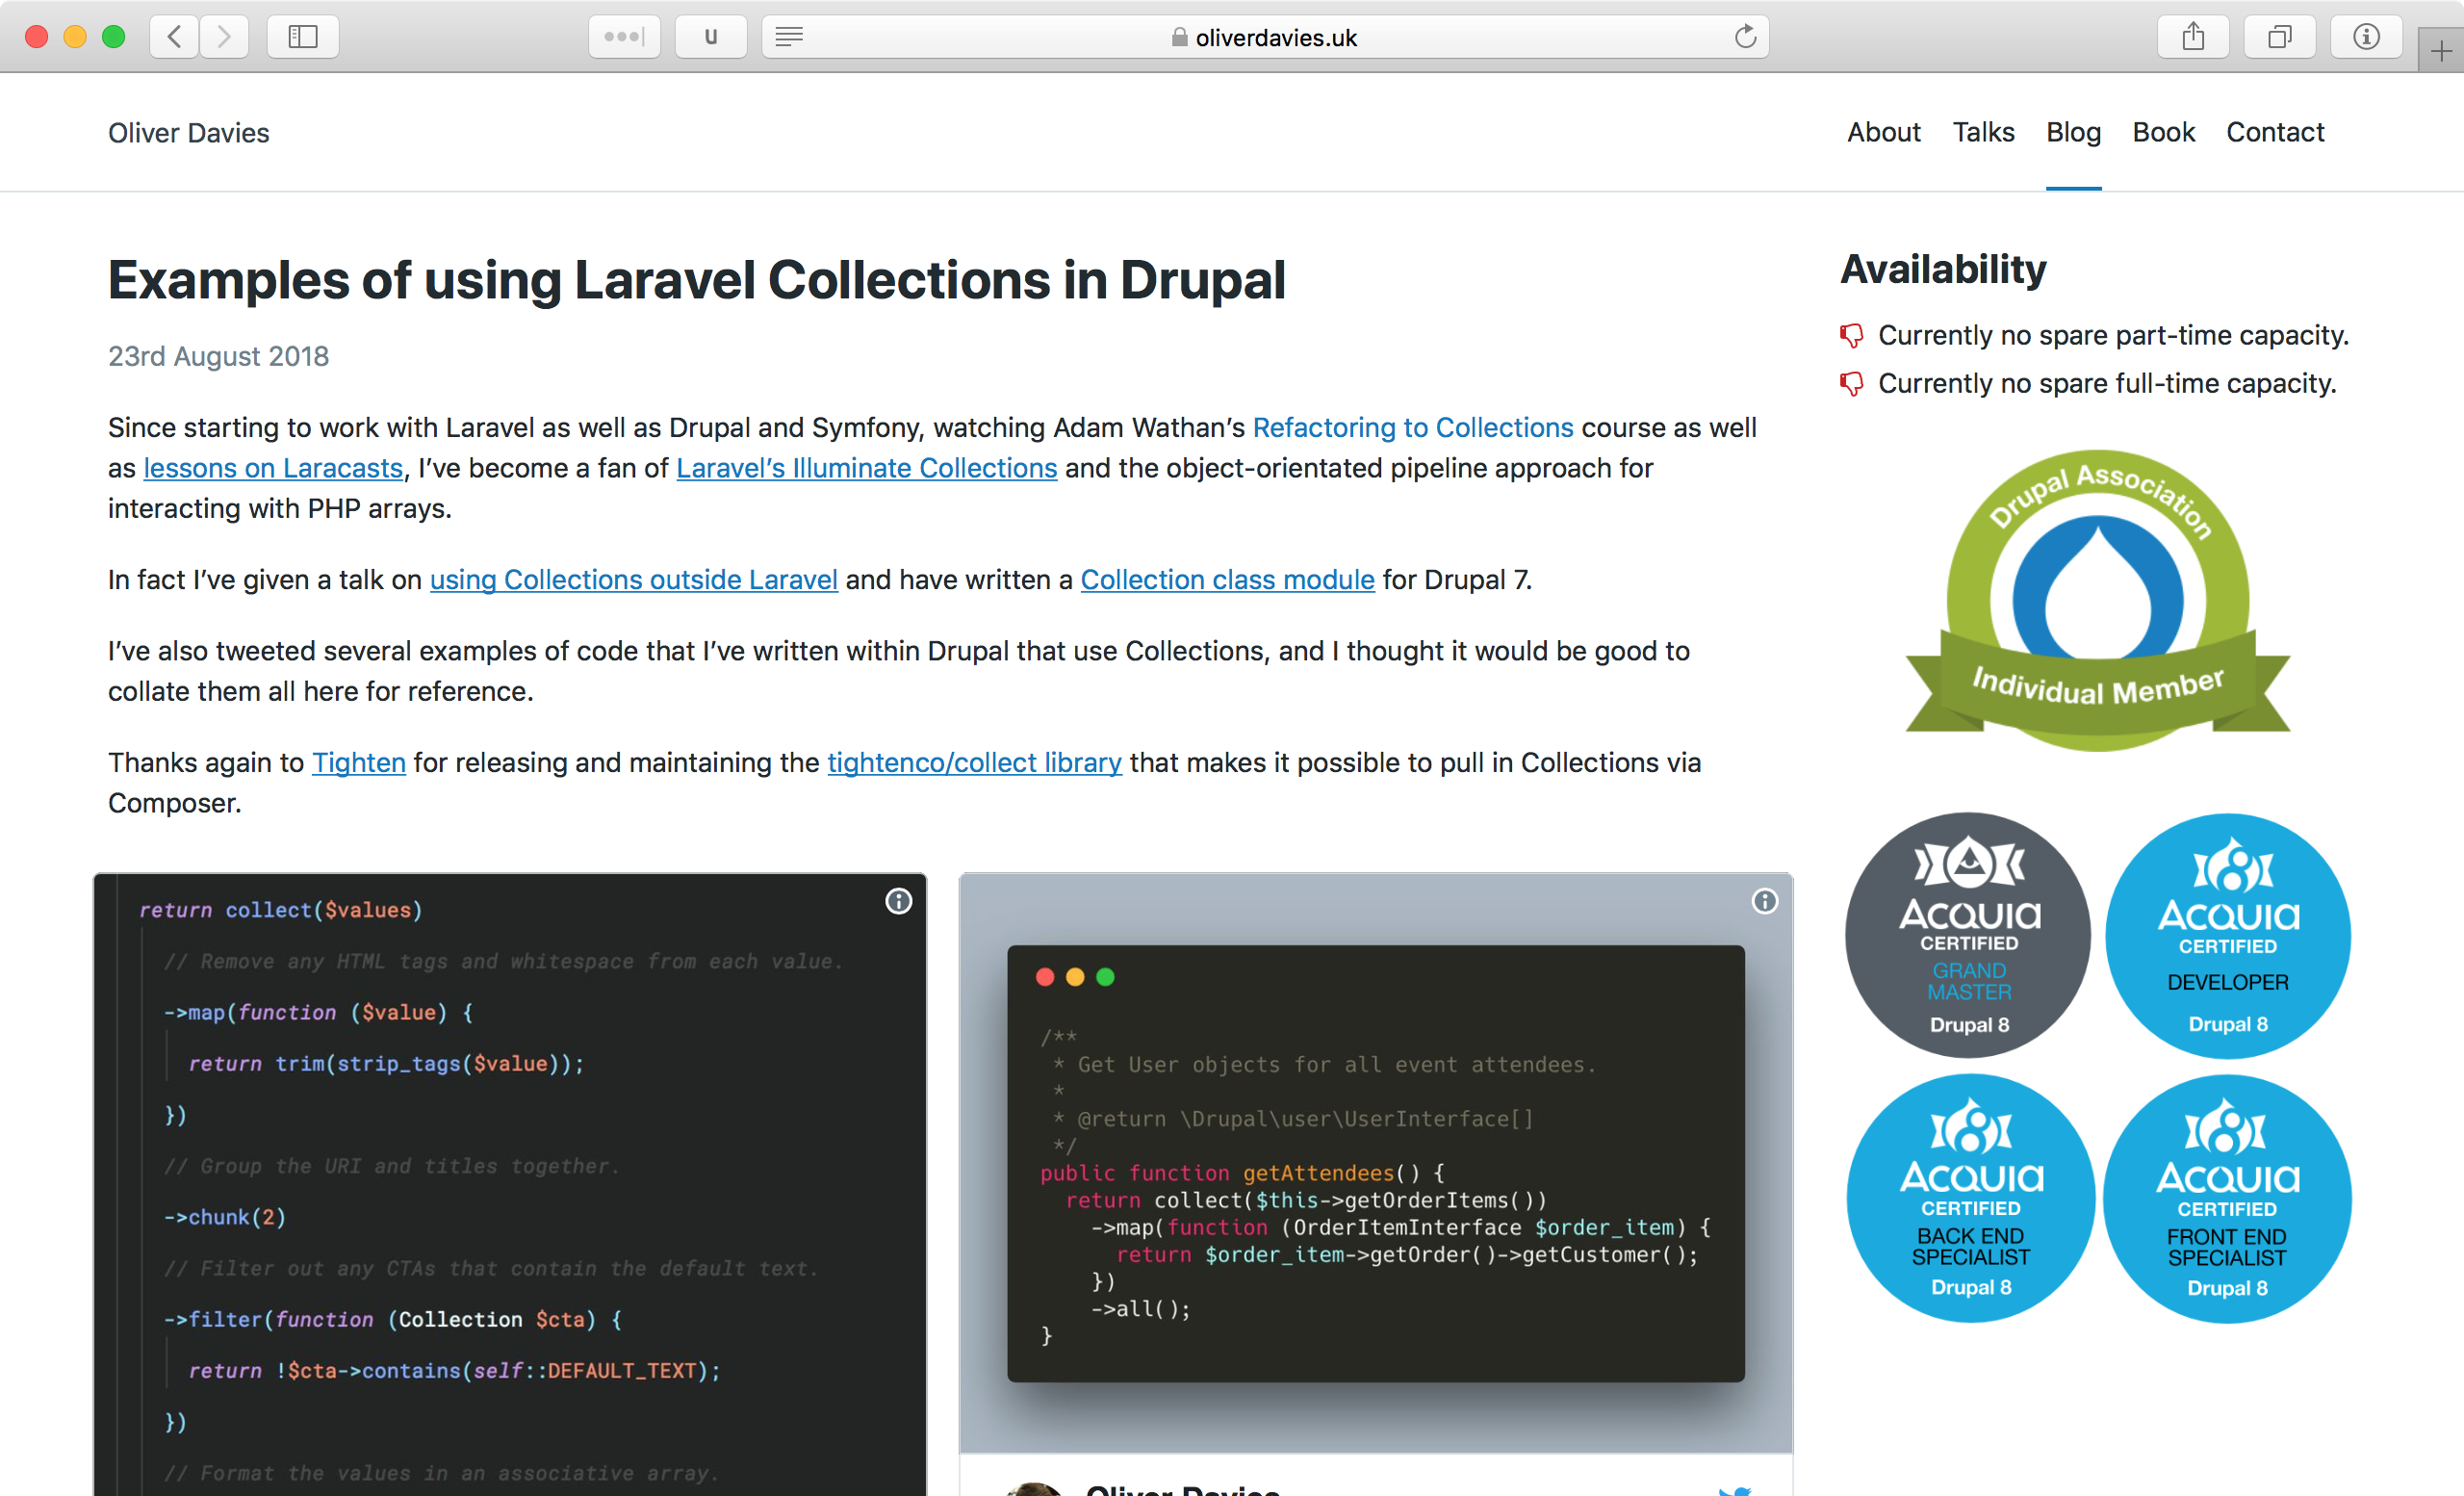 u
oliverdavies.uk
Oliver Davies
About Talks Blog Book Contact
Examples of using Laravel Collections in Drupal
23rd August 2018
Since starting to work with Laravel as well as Drupal and Symfony, watching Adam Wathan’s Refactoring to Collections course as well
as lessons on Laracasts, I’ve become a fan of Laravel’s Illuminate Collections and the object-orientated pipeline approach for
interacting with PHP arrays.
In fact I’ve given a talk on using Collections outside Laravel and have written a Collection class module for Drupal 7.
I’ve also tweeted several examples of code that I’ve written within Drupal that use Collections, and I thought it would be good to
collate them all here for reference.
Thanks again to Tighten for releasing and maintaining the tightenco/collect library that makes it possible to pull in Collections via
Composer.
return collect($values)
// Remove any HTML tags and whitespace from each value.
->map(function ($value) {
return trim(strip_tags($value));
})
// Group the URI and titles together.
->chunk(2)
// Filter out any CTAs that contain the default text.
->filter(function (Collection $cta) {
return !$cta->contains(self::DEFAULT_TEXT);
})
// Format the values in an associative array.
/**
* Get User objects for all event attendees.
*
* @return \Drupal\user\UserInterface[]
*/
public function getAttendees() {
return collect($this->getOrderItems())
->map(function (OrderItemInterface $order_item) {
return $order_item->getOrder()->getCustomer();
})
->all();
}
Oliver Davies
Availability
Currently no spare part-time capacity.
Currently no spare full-time capacity.
Drupal Association
Individual Member
ACQUIA
CERTIFIED
GRAND
MASTER
Drupal 8
ACQUIA
CERTIFIED
DEVELOPER
Drupal 8
ACQUIA
CERTIFIED
BACK END
SPECIALIST
Drupal 8
ACQUIA
CERTIFIED
FRONT END
SPECIALIST
Drupal 8